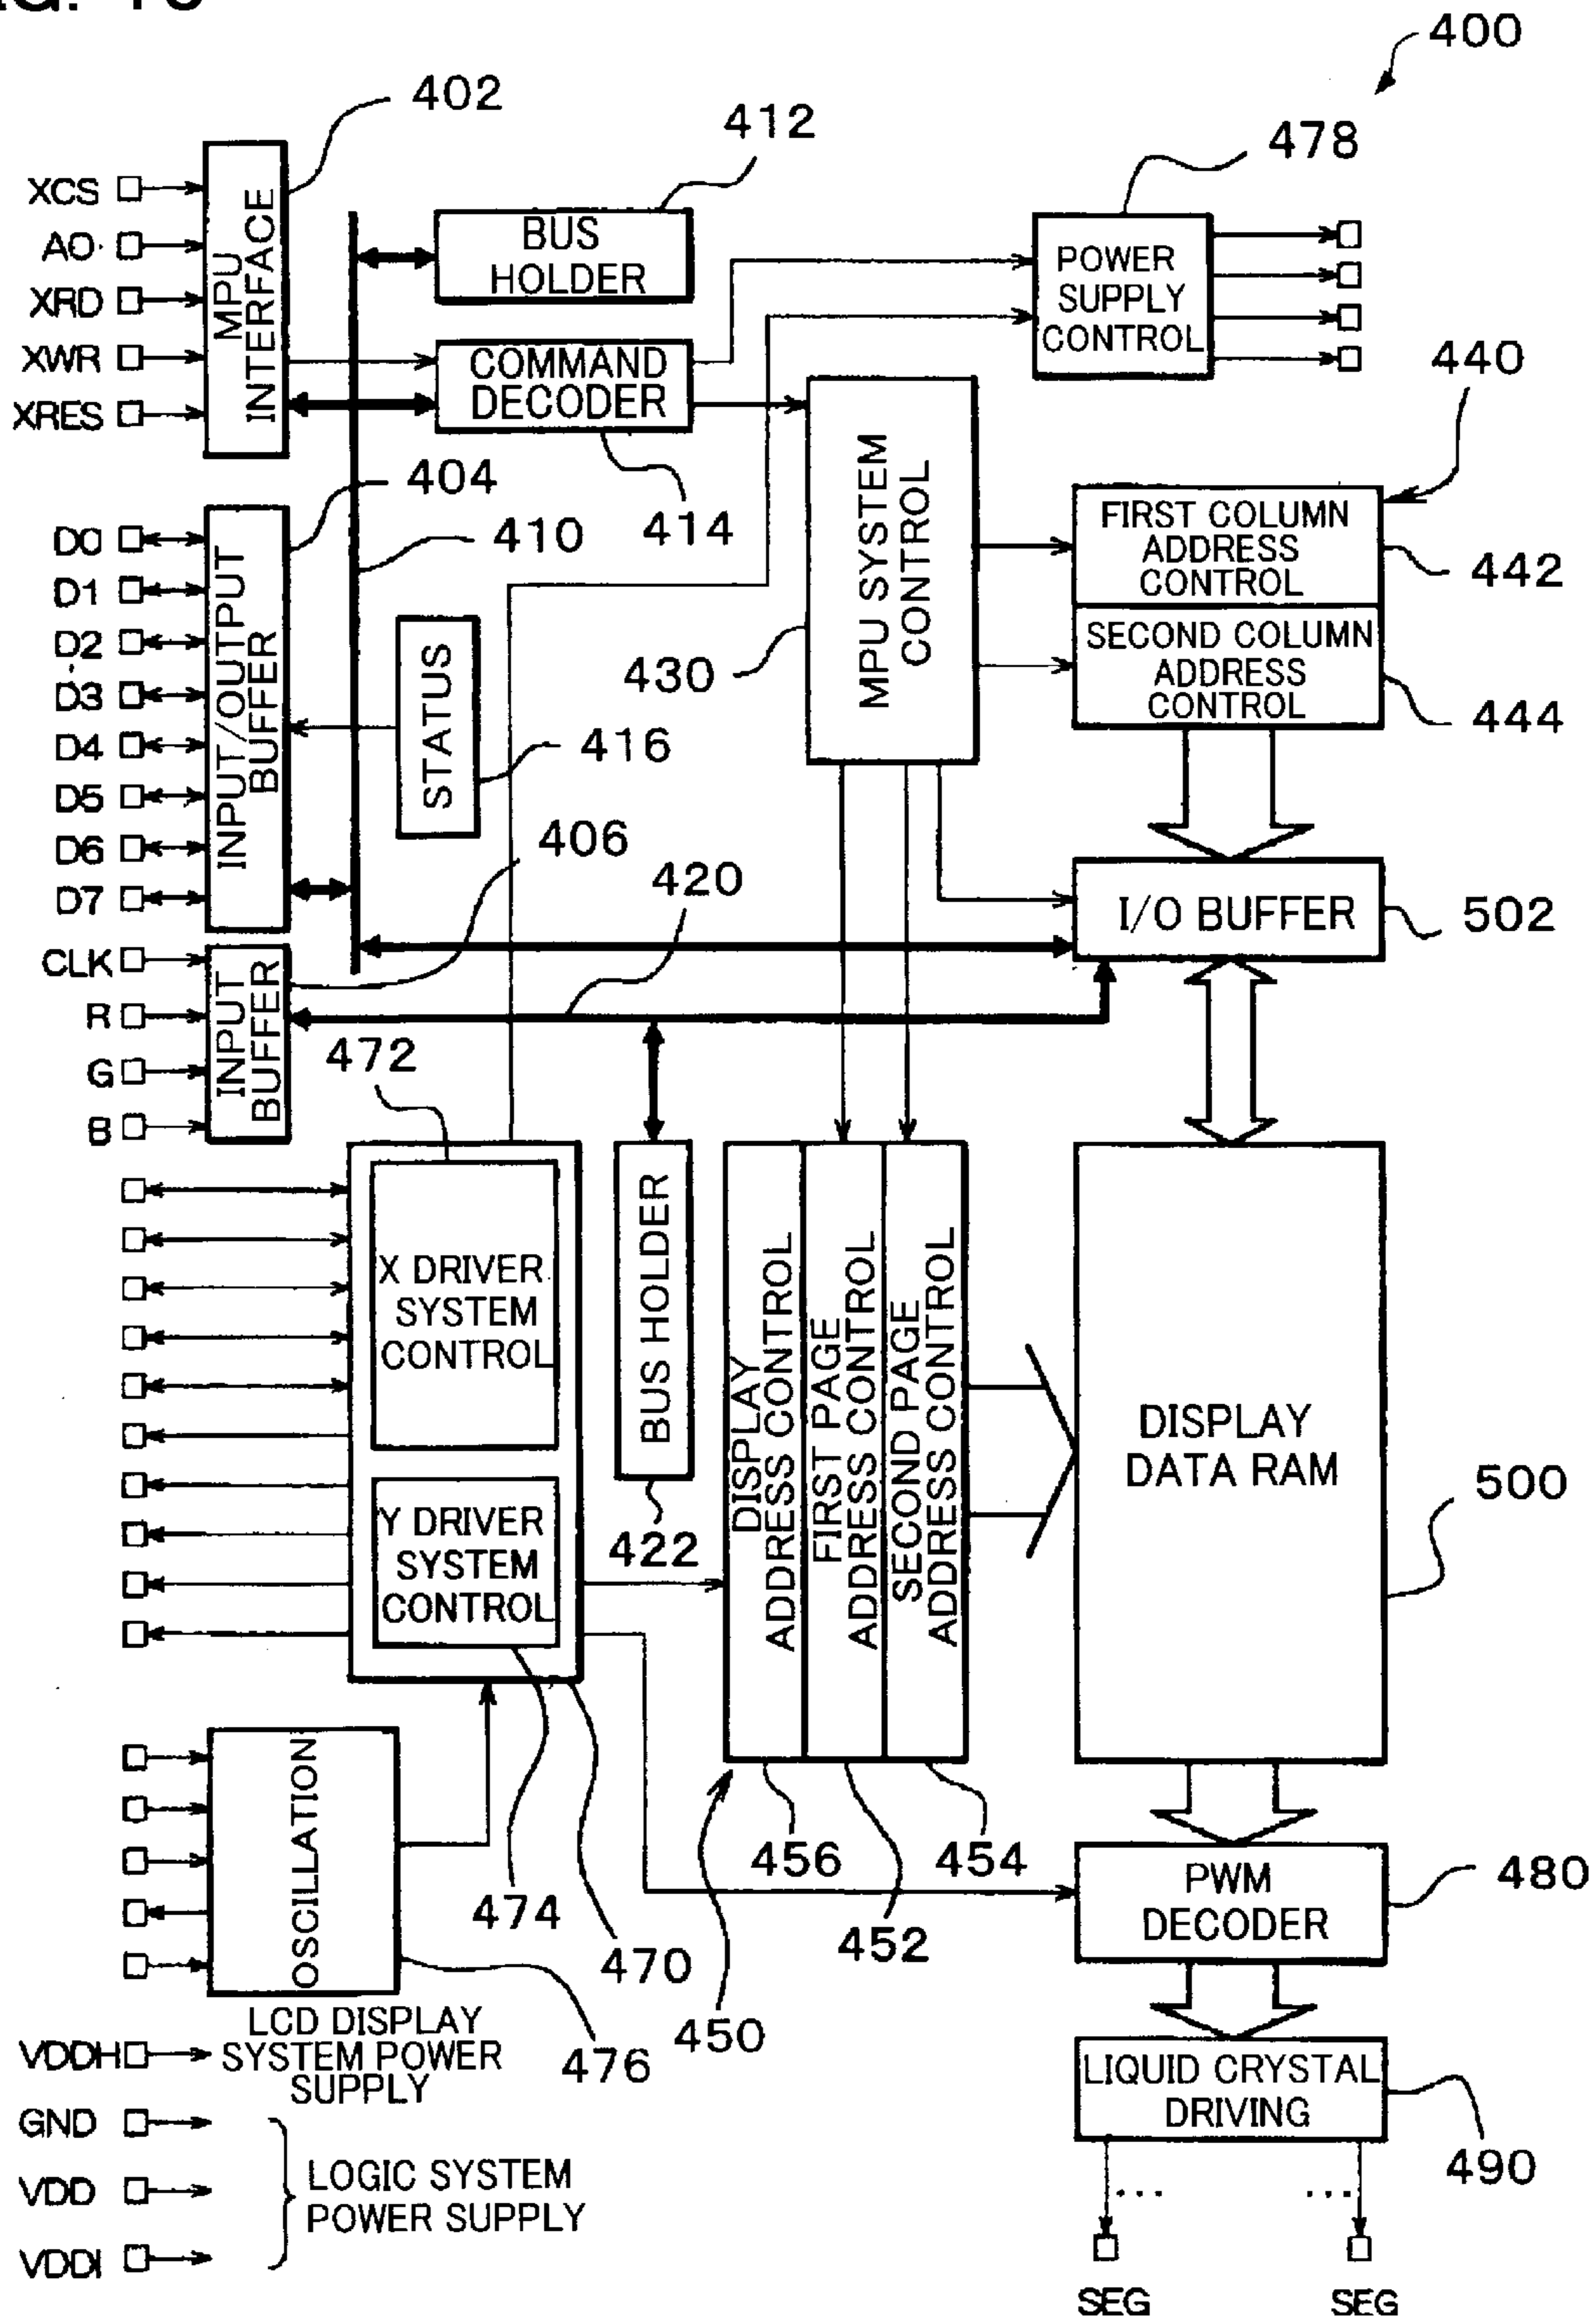 400
402
412
478
XCS
A0
XRD
XWR
XRES
MPU
INTERFACE
BUS
HOLDER
POWER
SUPPLY
CONTROL
COMMAND
DECODER
440
404
414
410
MPU SYSTEM
CONTROL
FIRST COLUMN
ADDRESS
CONTROL
442
D0
D1
D2
D3
D4
D5
D6
D7
INPUT/OUTPUT
BUFFER
STATUS
430
SECOND COLUMN
ADDRESS
CONTROL
444
416
406
420
I/O BUFFER
502
CLK
R
G
B
INPUT
BUFFER
472
X DRIVER
SYSTEM
CONTROL
BUS HOLDER
DISPLAY
ADDRESS CONTROL
FIRST PAGE
ADDRESS CONTROL
SECOND PAGE
ADDRESS CONTROL
DISPLAY
DATA RAM
500
Y DRIVER
SYSTEM
CONTROL
422
OSCILLATION
456
454
PWM
DECODER
480
474
470
452
450
476
LCD DISPLAY
VDDH
SYSTEM POWER
SUPPLY
LIQUID CRYSTAL
DRIVING
490
GND
VDD
VDDI
LOGIC SYSTEM
POWER SUPPLY
...
...
SEG
SEG